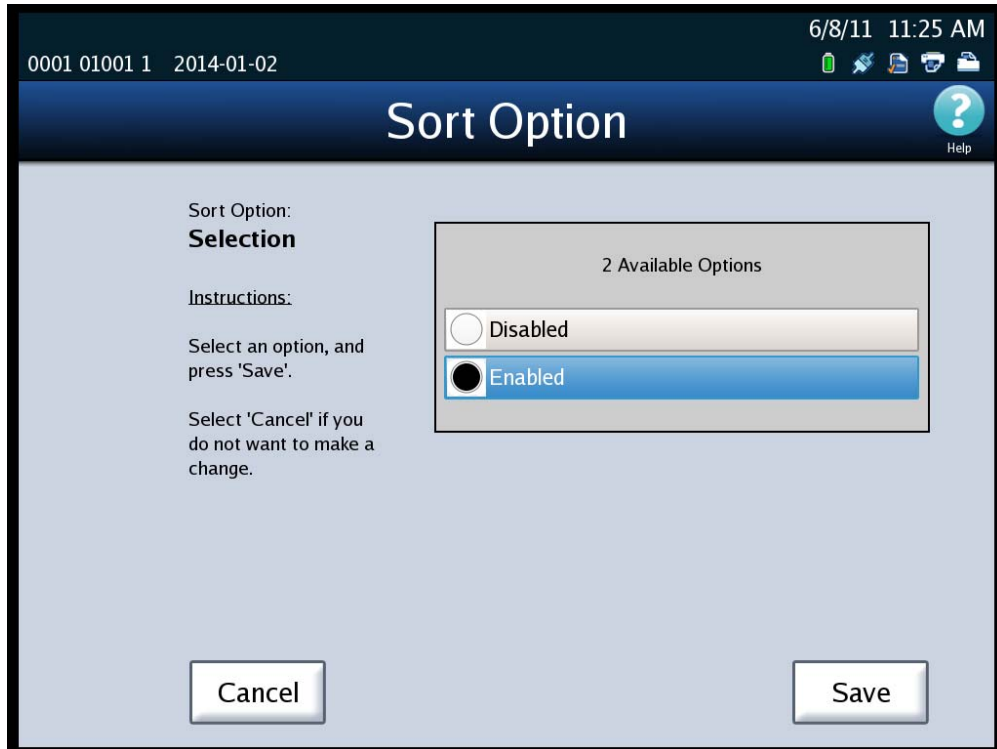 6/8/11 11:25 AM
0001 01001 1 2014-01-02
Sort Option
Help
Sort Option:
Selection
Instructions:
Select an option, and
press 'Save'.
Select 'Cancel' if you
do not want to make a
change.
2 Available Options
Disabled
Enabled
Cancel
Save